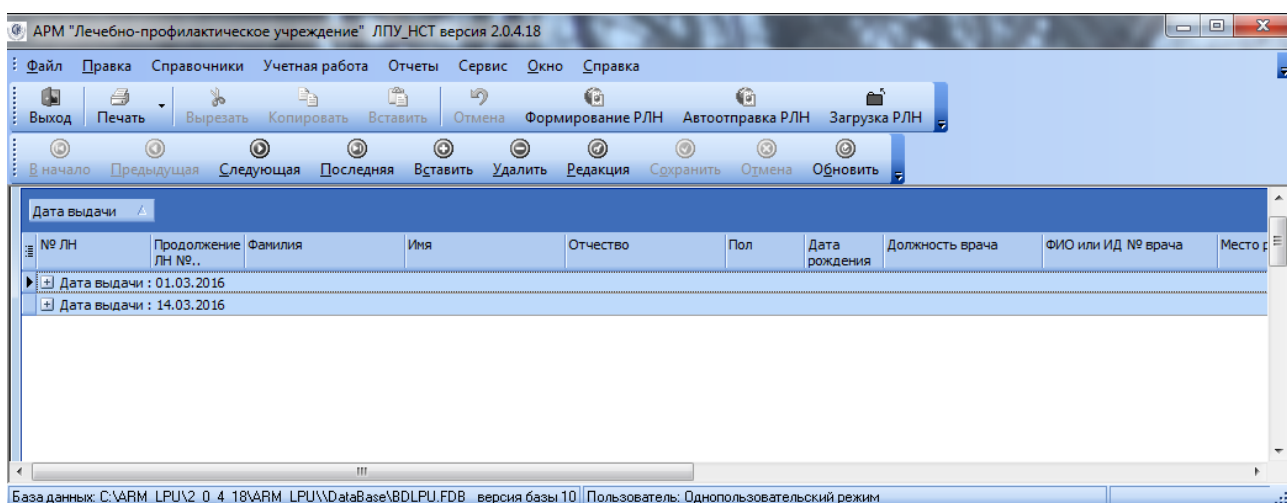 АРМ "Лечебно-профилактическое учреждение" ЛПУ_НСТ версия 2.0.4.18
Файл Правка Справочники Учетная работа Отчеты Сервис Окно Справка
Выход Печать Вырезать Копировать Вставить Отмена Формирование РЛН Автоотправка РЛН Загрузка РЛН
В начало Предыдущая Следующая Последняя Вставить Удалить Редакция Сохранить Отмена Обновить
Дата выдачи
№ ЛН Продолжение Фамилия Имя Отчество Пол Дата Должность врача ФИО или ИД № врача Место р
ЛН №.. рождения
Дата выдачи : 01.03.2016
Дата выдачи : 14.03.2016
База данных: C:\ARM_LPU\2_0_4_18\ARM_LPU\\DataBase\BDLPU.FDB версия базы 10 Пользователь: Однопользовательский режим